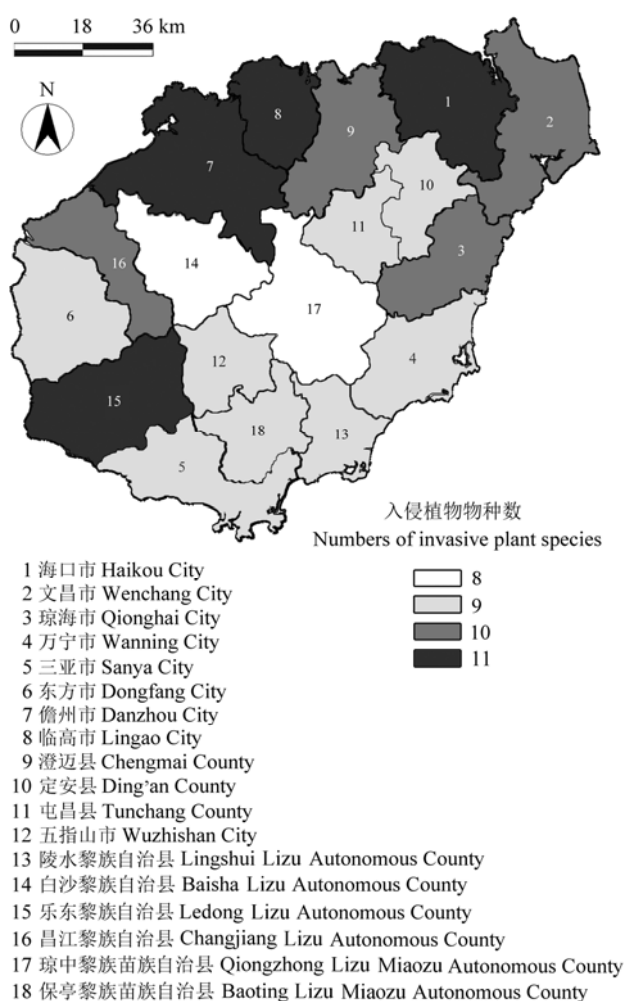 0 18 36 km
N
1
2
3
4
5
6
7
8
9
10
11
12
13
14
15
16
17
18
入侵植物物种数
Numbers of invasive plant species
8
9
10
11
1 海口市 Haikou City
2 文昌市 Wenchang City
3 琼海市 Qionghai City
4 万宁市 Wanning City
5 三亚市 Sanya City
6 东方市 Dongfang City
7 儋州市 Danzhou City
8 临高市 Lingao City
9 澄迈县 Chengmai County
10 定安县 Ding’an County
11 屯昌县 Tunchang County
12 五指山市 Wuzhishan City
13 陵水黎族自治县 Lingshui Lizu Autonomous County
14 白沙黎族自治县 Baisha Lizu Autonomous County
15 乐东黎族自治县 Ledong Lizu Autonomous County
16 昌江黎族自治县 Changjiang Lizu Autonomous County
17 琼中黎族苗族自治县 Qiongzhong Lizu Miaozu Autonomous County
18 保亭黎族苗族自治县 Baoting Lizu Miaozu Autonomous County